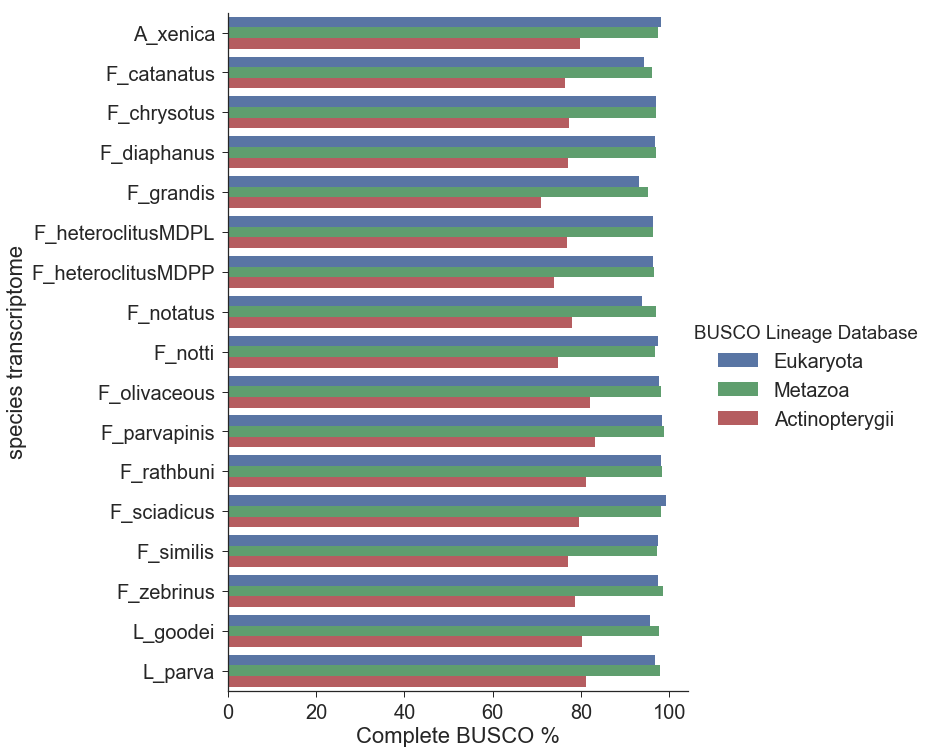 species transcriptome
A_xenica
F_catanatus
F_chrysotus
F_diaphanus
F_grandis
F_heteroclitusMDPL
F_heteroclitusMDPP
F_notatus
F_notti
F_olivaceous
F_parvapinis
F_rathbuni
F_sciadicus
F_similis
F_zebrinus
L_goodei
L_parva
0 20 40 60 80 100
Complete BUSCO %
BUSCO Lineage Database
Eukaryota
Metazoa
Actinopterygii